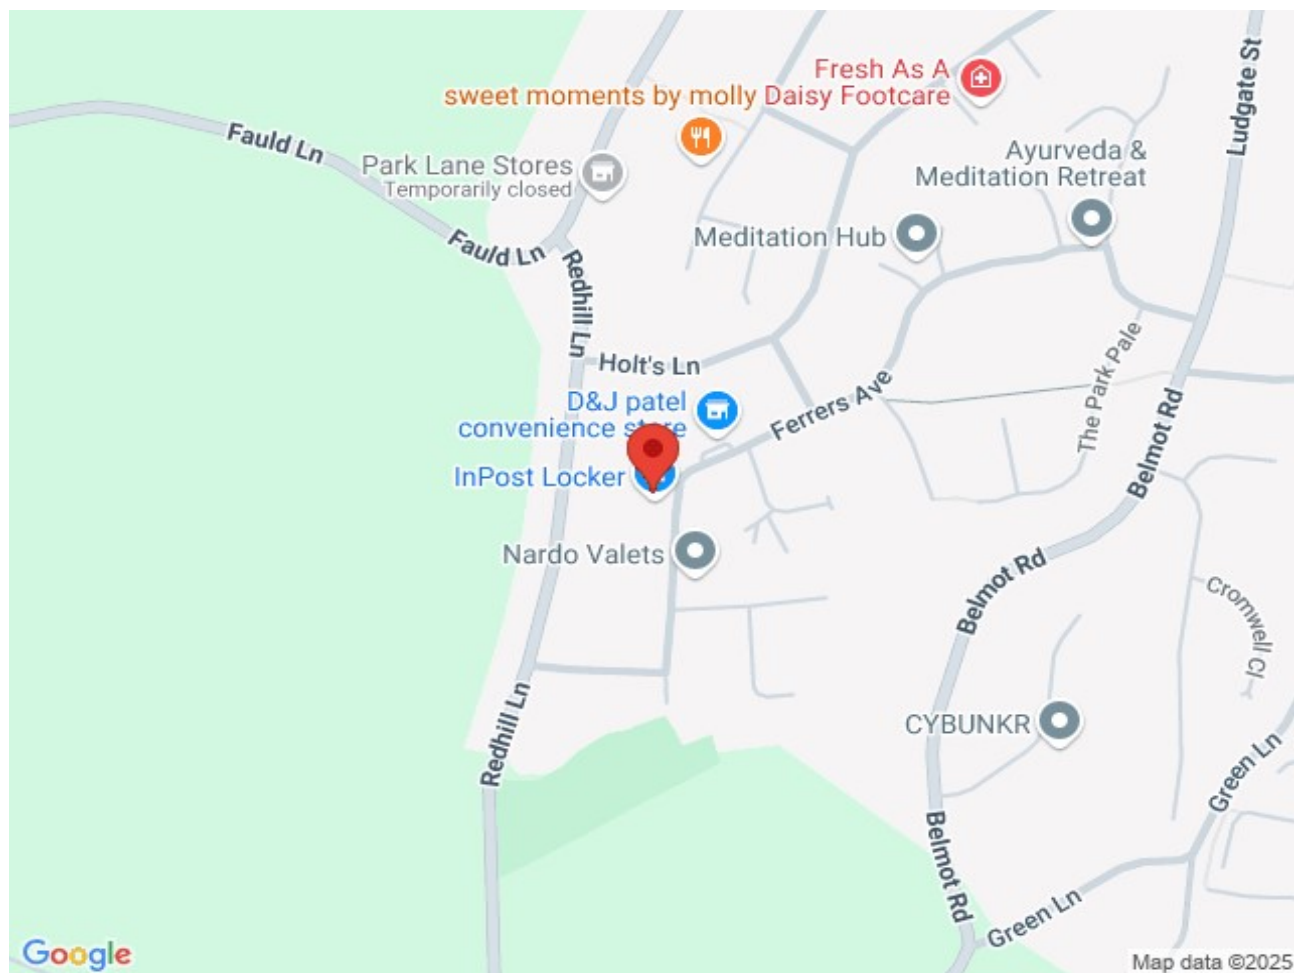 Fresh As A
Daisy Footcare
sweet moments by molly
Ludgate St
Fauld Ln
Park Lane Stores
Temporarily closed
Ayurveda &
Meditation Retreat
Fauld Ln
Meditation Hub
Redhill Ln
Holt's Ln
The Park Pale
D&J patel
convenience store
Ferrers Ave
Belmot Rd
InPost Locker
Nardo Valets
Belmot Rd
Cromwell Cl
Redhill Ln
CYBUNKR
Green Ln
Belmot Rd
Green Ln
Google
Map data ©2025